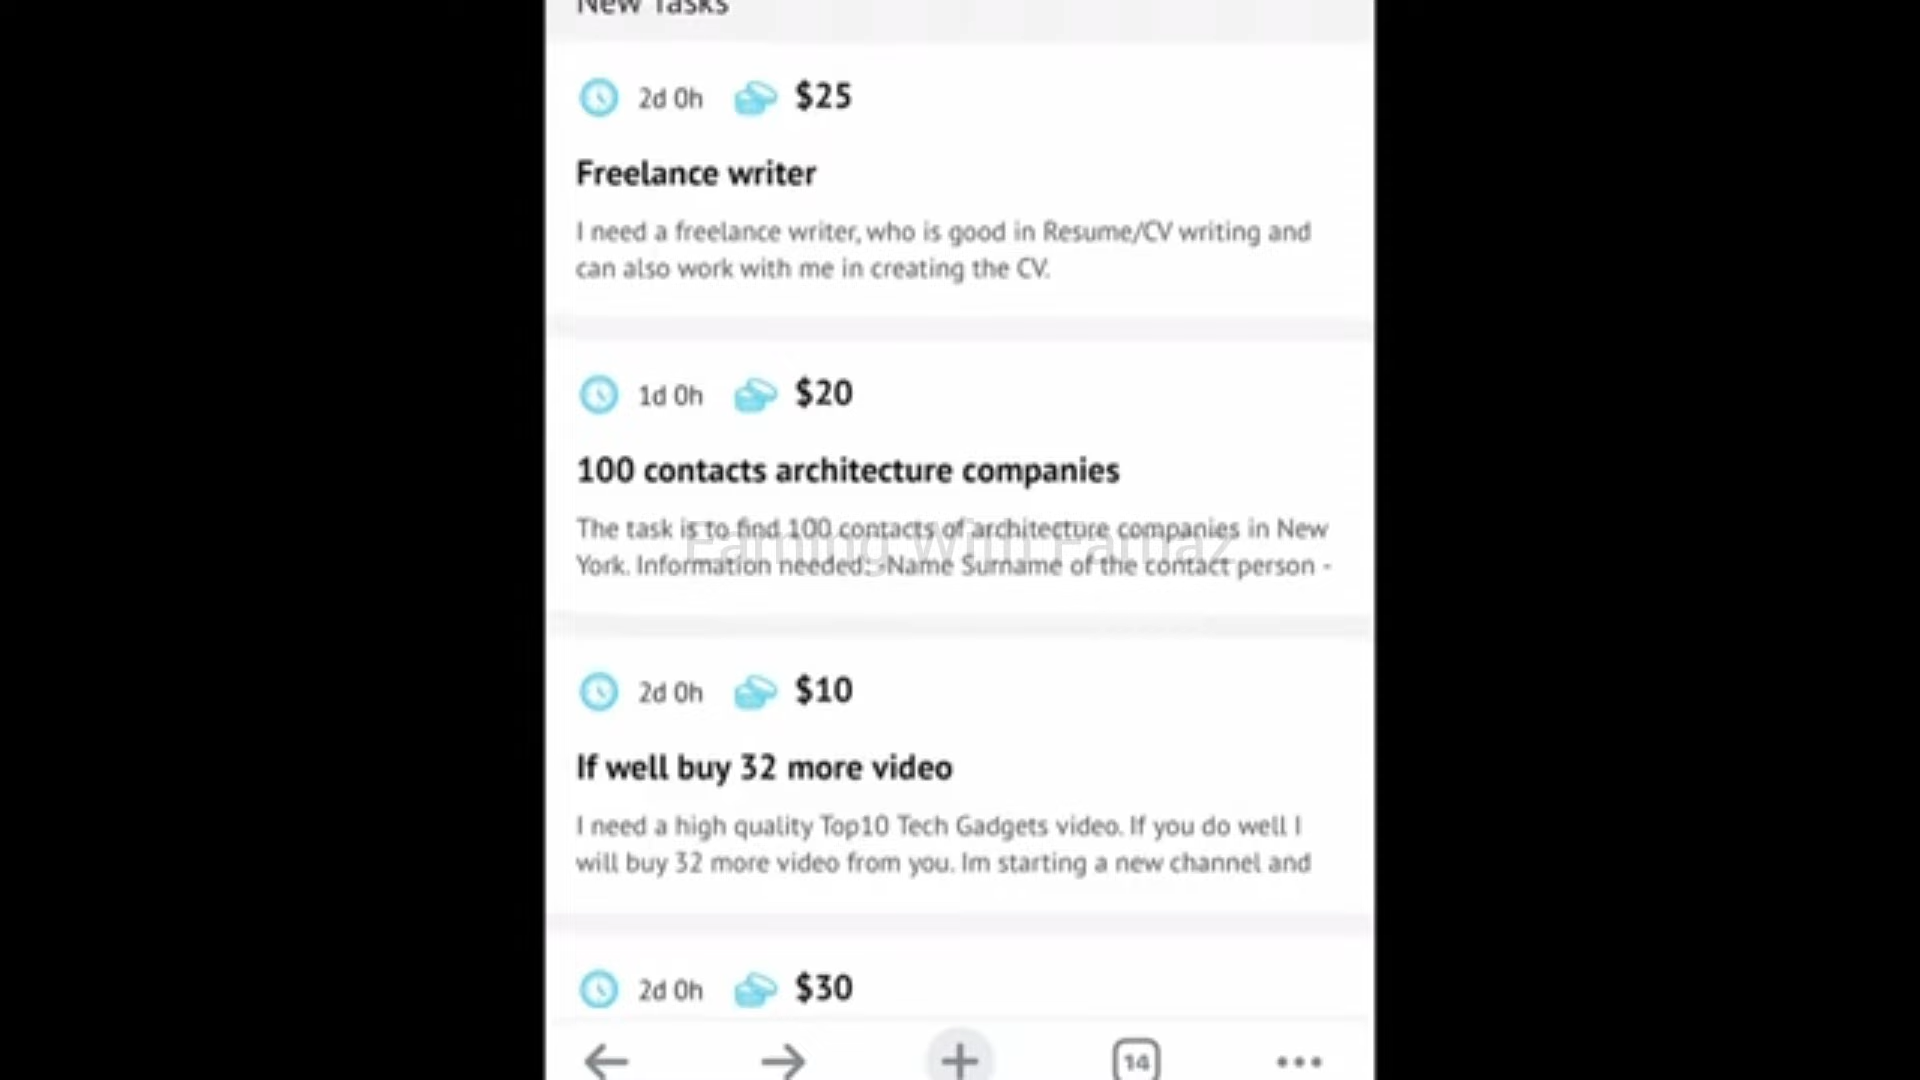 New Tasks
2d 0h $25
Freelance writer
I need a freelance writer, who is good in Resume/CV writing and
can also work with me in creating the CV.
1d 0h $20
100 contacts architecture companies
The task is to find 100 contacts of architecture companies in New
York. Information needed: -Name Surname of the contact person -
Earning With Farnaz
2d 0h $10
If well buy 32 more video
I need a high quality Top10 Tech Gadgets video. If you do well I
will buy 32 more video from you. Im starting a new channel and
2d 0h $30
14